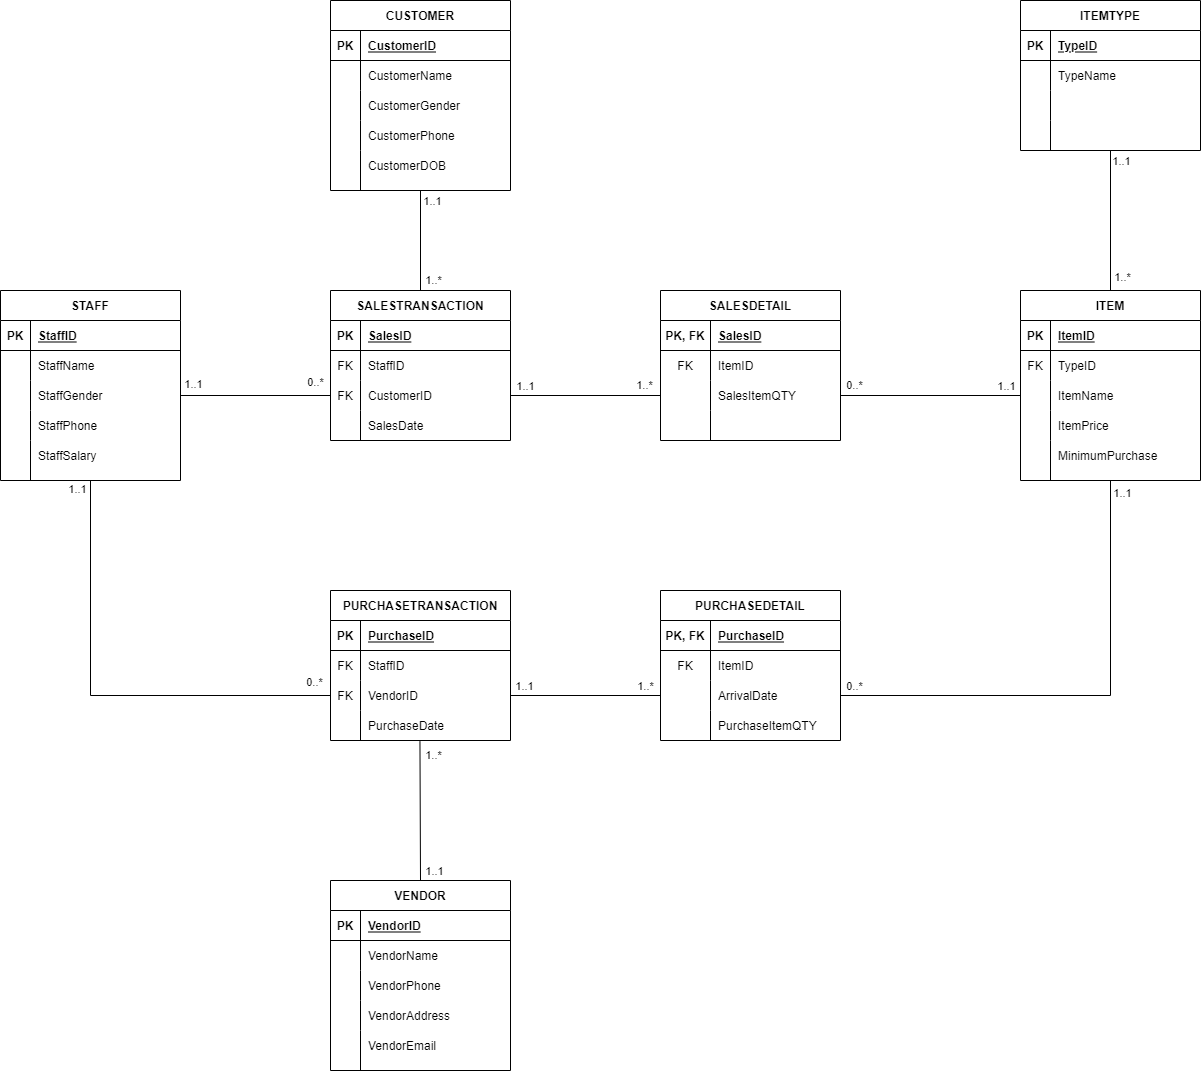 CUSTOMER
PK CustomerID
CustomerName
CustomerGender
CustomerPhone
CustomerDOB
1..1
1..*
ITEMTYPE
PK TypeID
TypeName
1..1
1..*
STAFF
PK StaffID
StaffName
StaffGender
StaffPhone
StaffSalary
1..1
0..*
1..1
SALESTRANSACTION
PK SalesID
FK StaffID
FK CustomerID
SalesDate
1..1
1..*
SALESDETAIL
PK, FK SalesID
FK ItemID
SalesItemQTY
0..*
1..1
ITEM
PK ItemID
FK TypeID
ItemName
ItemPrice
MinimumPurchase
1..1
0..*
PURCHASETRANSACTION
PK PurchaseID
FK StaffID
FK VendorID
PurchaseDate
1..1
1..*
PURCHASEDETAIL
PK, FK PurchaseID
FK ItemID
ArrivalDate
PurchaseItemQTY
0..*
1..*
1..1
VENDOR
PK VendorID
VendorName
VendorPhone
VendorAddress
VendorEmail